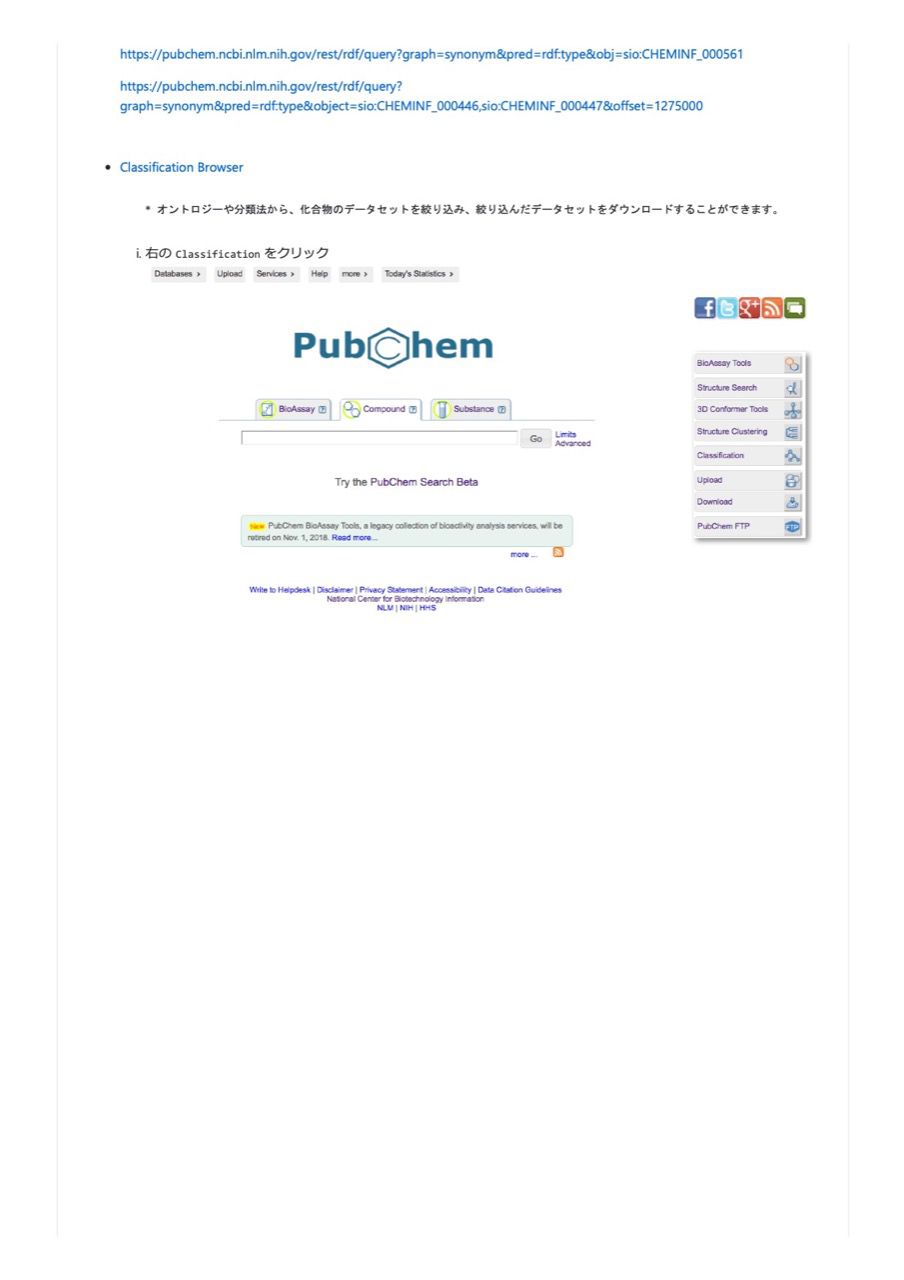 https://pubchem.ncbi.nlm.nih.gov/rest/rdf/query?graph=synonym&pred=rdf:type&obj=sio:CHEMINF_000561
https://pubchem.ncbi.nlm.nih.gov/rest/rdf/query?
graph=synonym&pred=rdf:type&object=sio:CHEMINF_000446,sio:CHEMINF_000447&offset=1275000
• Classification Browser
* オントロジーや分類法から、化合物のデータセットを絞り込み、絞り込んだデータセットをダウンロードすることができます。
i. 右の Classification をクリック
Databases › Upload Services › Help more › Today's Statistics ›
PubChem
BioAssay ? Compound ? Substance ?
Go
Limits
Advanced
Try the PubChem Search Beta
New PubChem BioAssay Tools, a legacy collection of bioactivity analysis services, will be
retired on Nov. 1, 2018. Read more...
more ...
Write to Helpdesk | Disclaimer | Privacy Statement | Accessibility | Data Citation Guidelines
National Center for Biotechnology Information
NLM | NIH | HHS
BioAssay Tools
Structure Search
3D Conformer Tools
Structure Clustering
Classification
Upload
Download
PubChem FTP FTP